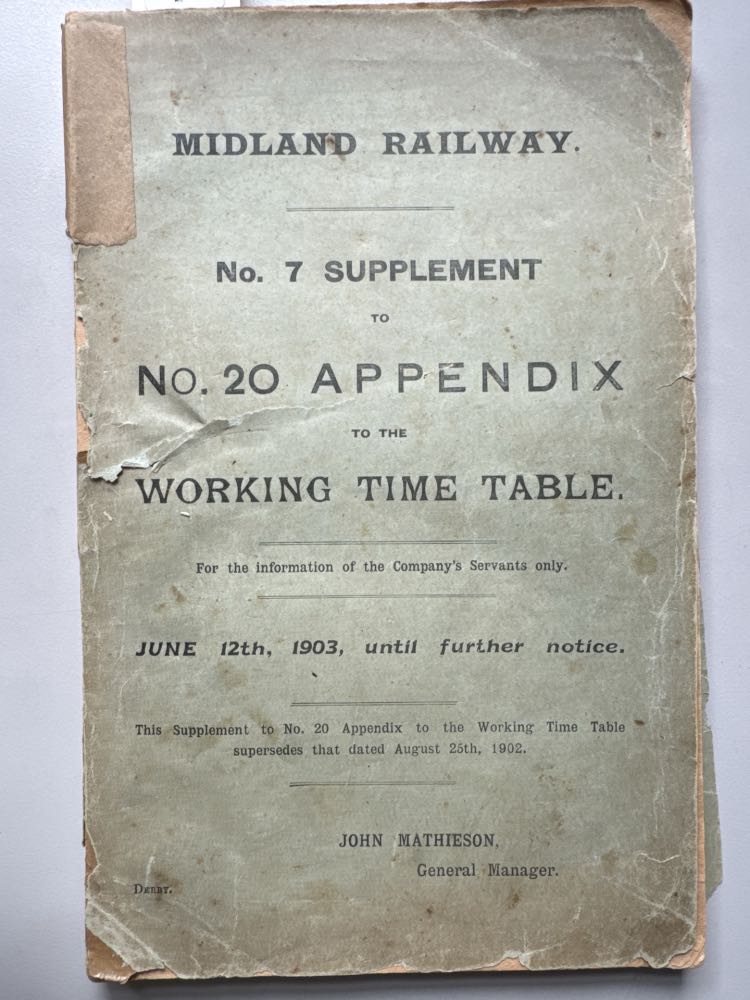 MIDLAND RAILWAY.
No. 7 SUPPLEMENT
TO
No. 20 APPENDIX
TO THE
WORKING TIME TABLE.
For the information of the Company's Servants only.
JUNE 12th, 1903, until further notice.
This Supplement to No. 20 Appendix to the Working Time Table
supersedes that dated August 25th, 1902.
JOHN MATHIESON,
General Manager.
Derby.